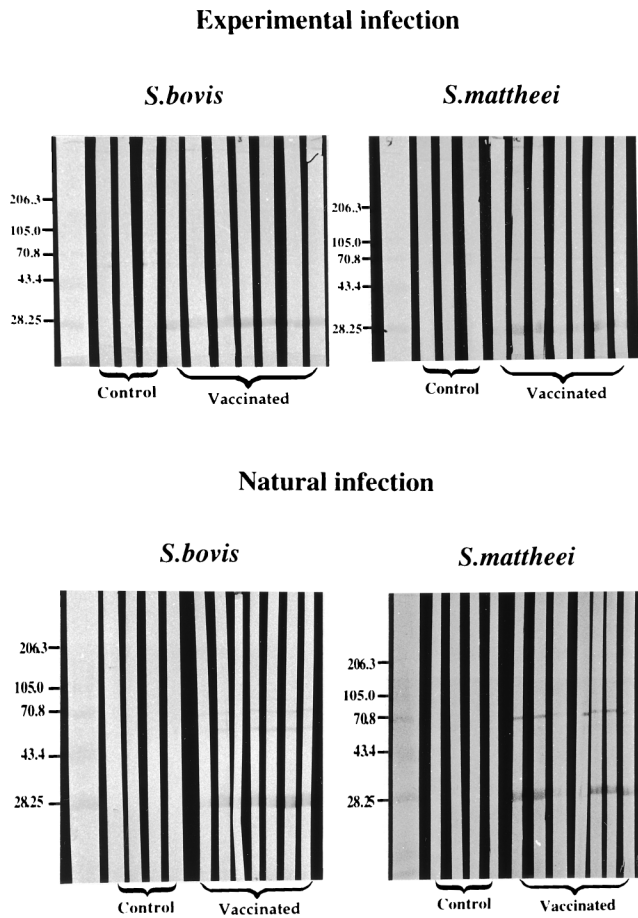 Experimental infection
S.bovis
S.mattheei
206.3
105.0
70.8
43.4
28.25
Control
Vaccinated
206.3
105.0
70.8
43.4
28.25
Control
Vaccinated
Natural infection
S.bovis
S.mattheei
206.3
105.0
70.8
43.4
28.25
Control
Vaccinated
206.3
105.0
70.8
43.4
28.25
Control
Vaccinated